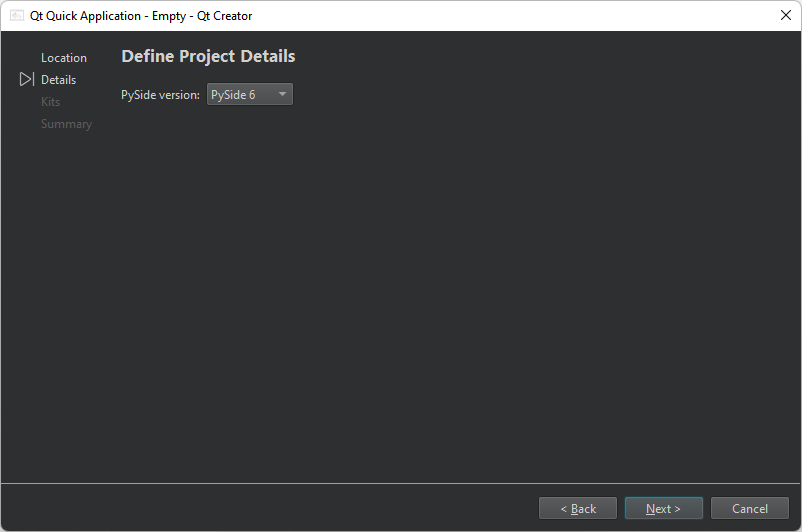 Qt Quick Application - Empty - Qt Creator
Location
Details
Kits
Summary
Define Project Details
PySide version: PySide 6
< Back
Next >
Cancel